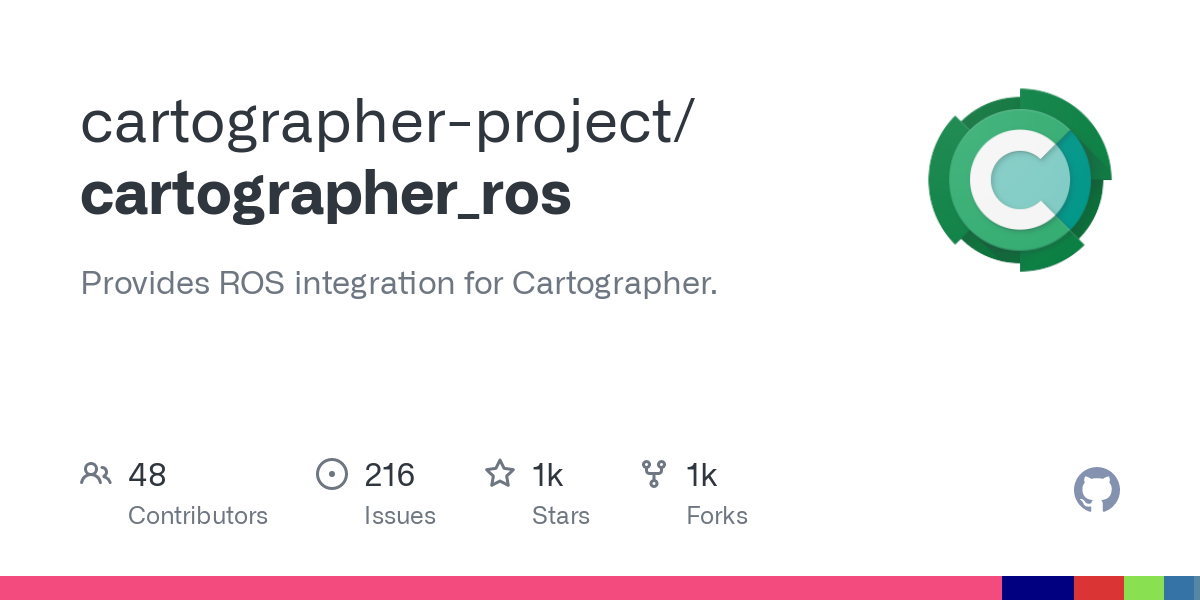 cartographer-project/
cartographer_ros
Provides ROS integration for Cartographer.
48
Contributors
216
Issues
1k
Stars
1k
Forks